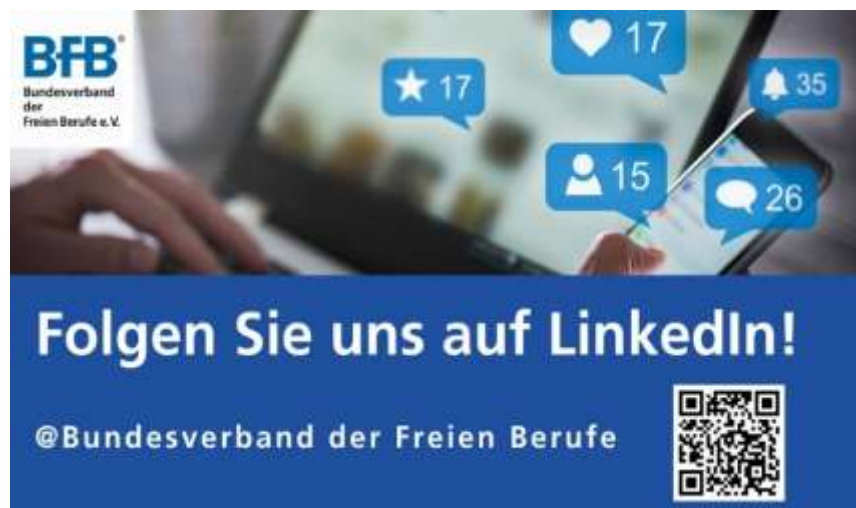 BFB®
Bundesverband
der
Freien Berufe e.V.
17
17
35
15
26
Folgen Sie uns auf LinkedIn!
@Bundesverband der Freien Berufe